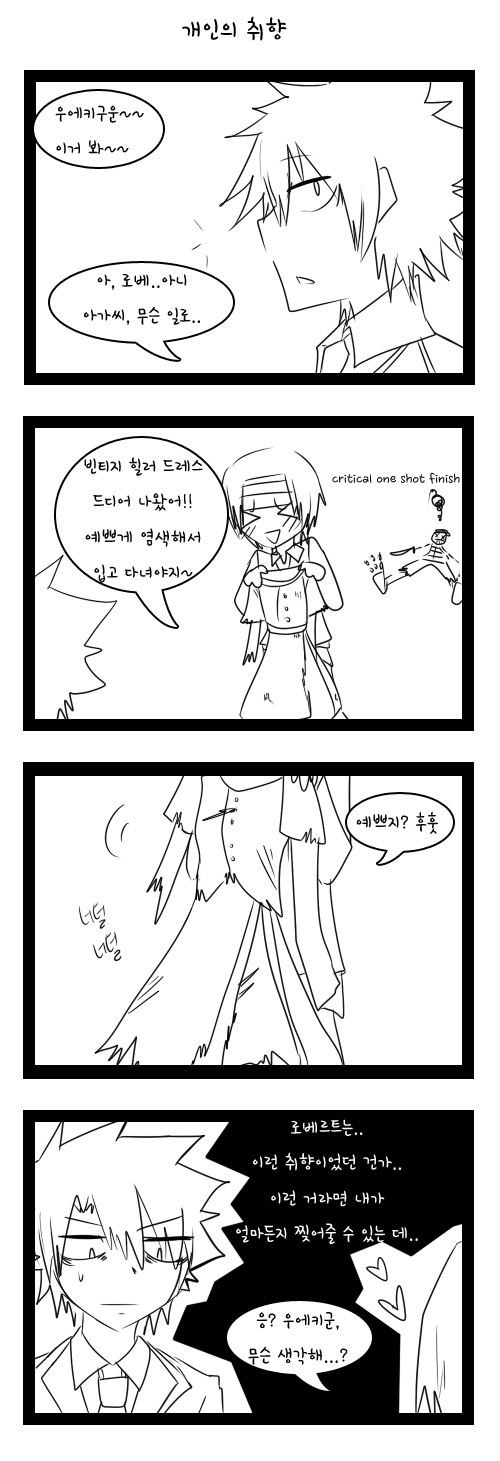 개인의 취향
우에키구운~~
이거 봐~~
아, 로베..아니
아가씨, 무슨 일로..
빈티지 힐러 드레스
드디어 나왔어!!
예쁘게 염색해서
입고 다녀야지~
critical one shot finish
예쁘지? 후훗
너덜
너덜
로베르트는..
이런 취향이었던 건가..
이런 거라면 내가
얼마든지 찢어줄 수 있는 데..
응? 우에키군,
무슨 생각해...?